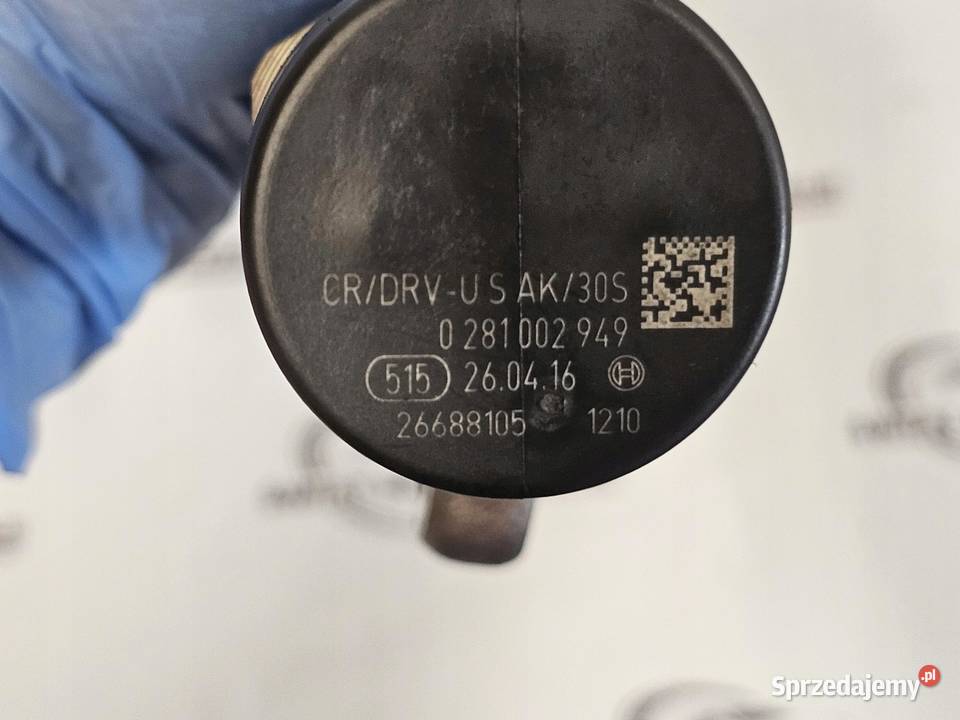 CR/DRV-U S AK/30S
0 281 002 949
515 26.04.16
26688105 1210
Sprzedajemy.pl